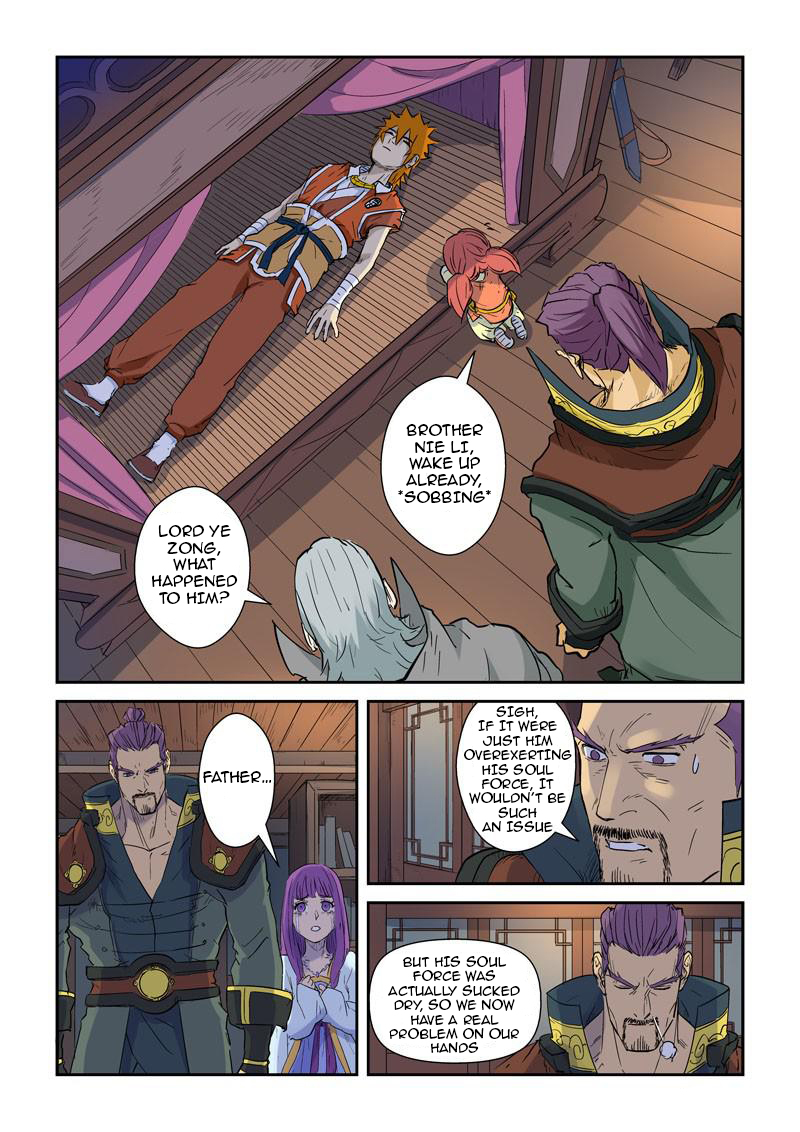 BROTHER
NIE LI,
WAKE UP
ALREADY,
*SOBBING*
LORD YE
ZONG,
WHAT
HAPPENED
TO HIM?
FATHER...
SIGH,
IF IT WERE
JUST HIM
OVEREXERTING
HIS SOUL
FORCE, IT
WOULDN'T BE
SUCH
AN ISSUE
BUT HIS SOUL
FORCE WAS
ACTUALLY SUCKED
DRY, SO WE NOW
HAVE A REAL
PROBLEM ON OUR
HANDS